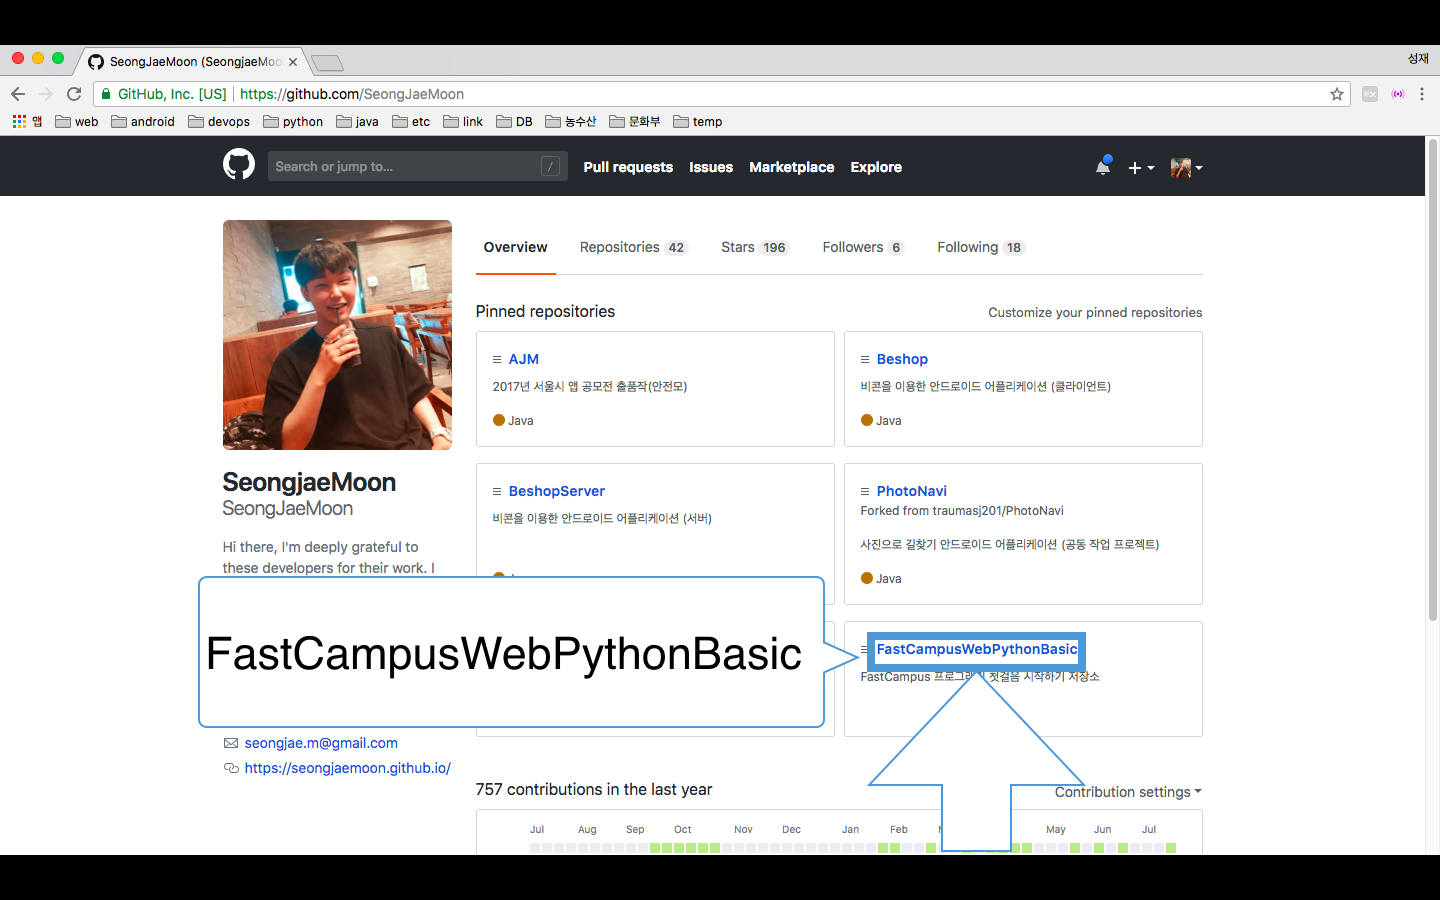 SeongJaeMoon (SeongjaeMoo
성재
GitHub, Inc. [US]
https://github.com/SeongJaeMoon
앱
web
android
devops
python
java
etc
link
DB
농수산
문화부
temp
Search or jump to...
/
Pull requests
Issues
Marketplace
Explore
Overview
Repositories 42
Stars 196
Followers 6
Following 18
Pinned repositories
Customize your pinned repositories
AJM
2017년 서울시 앱 공모전 출품작(안전모)
Java
Beshop
비콘을 이용한 안드로이드 어플리케이션 (클라이언트)
Java
BeshopServer
비콘을 이용한 안드로이드 어플리케이션 (서버)
PhotoNavi
Forked from traumasj201/PhotoNavi
사진으로 길찾기 안드로이드 어플리케이션 (공동 작업 프로젝트)
Java
SeongjaeMoon
SeongJaeMoon
Hi there, I'm deeply grateful to
these developers for their work. I
FastCampusWebPythonBasic
FastCampusWebPythonBasic
FastCampus 첫걸음 시작하기 저장소
seongjae.m@gmail.com
https://seongjaemoon.github.io/
757 contributions in the last year
Contribution settings
Jul
Aug
Sep
Oct
Nov
Dec
Jan
Feb
May
Jun
Jul